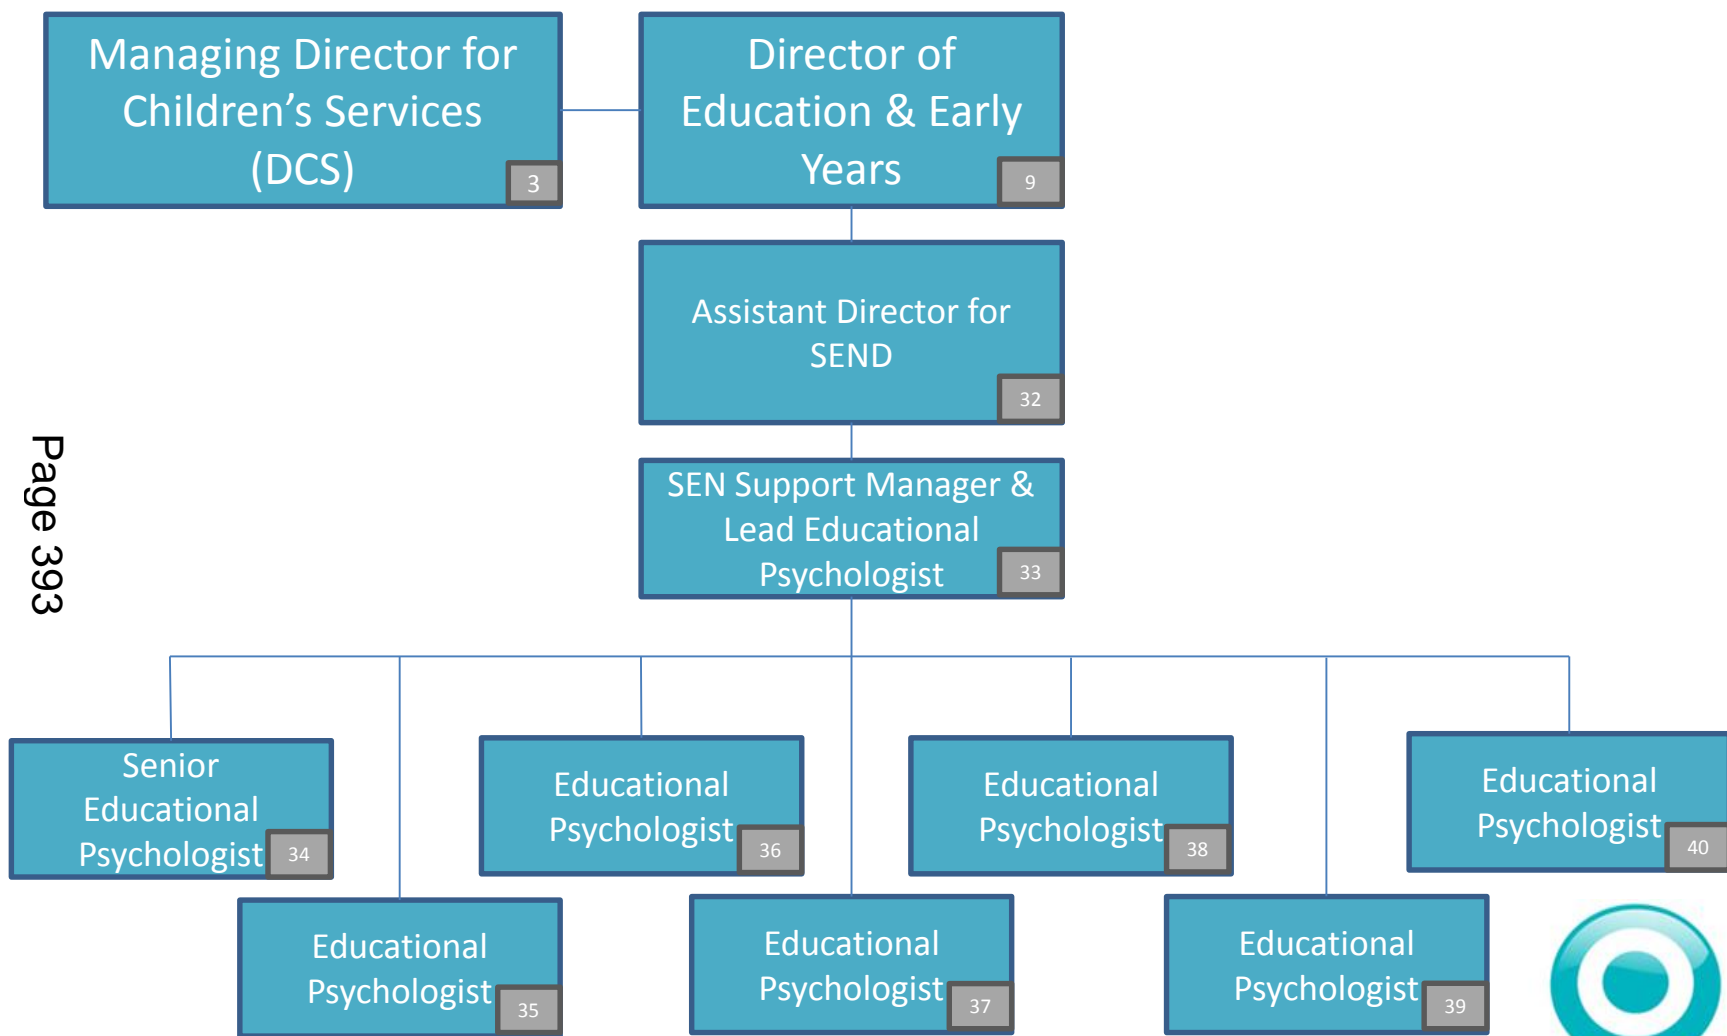 Managing Director for
Children’s Services
(DCS)
3
Director of
Education & Early
Years
9
Assistant Director for
SEND
32
SEN Support Manager &
Lead Educational
Psychologist
33
Page 393
Senior
Educational
Psychologist
34
Educational
Psychologist
35
Educational
Psychologist
36
Educational
Psychologist
37
Educational
Psychologist
38
Educational
Psychologist
39
Educational
Psychologist
40